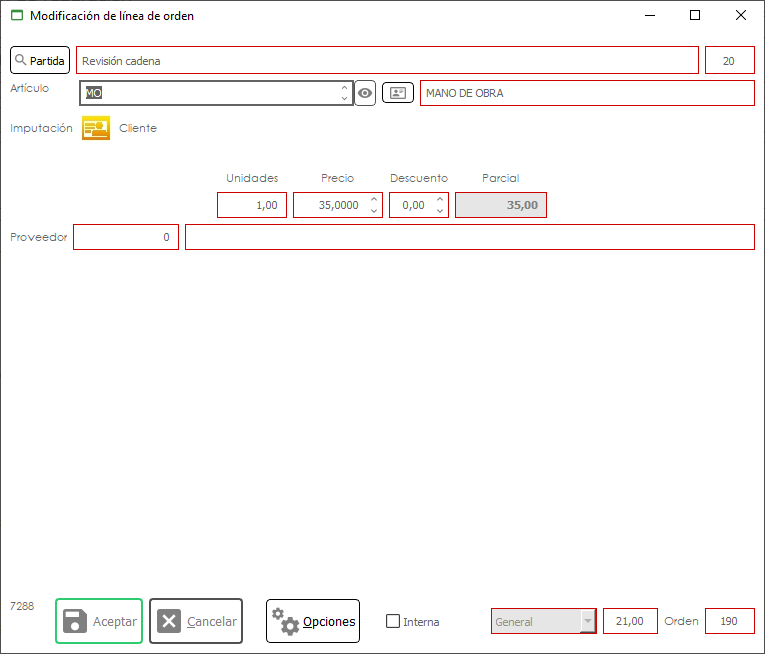 Modificación de línea de orden
Partida Revisión cadena 20
Artículo MO MANO DE OBRA
Imputación Cliente
Unidades Precio Descuento Parcial
1,00 35,0000 0,00 35,00
Proveedor 0
7288 Aceptar Cancelar Opciones Interna General 21,00 Orden 190